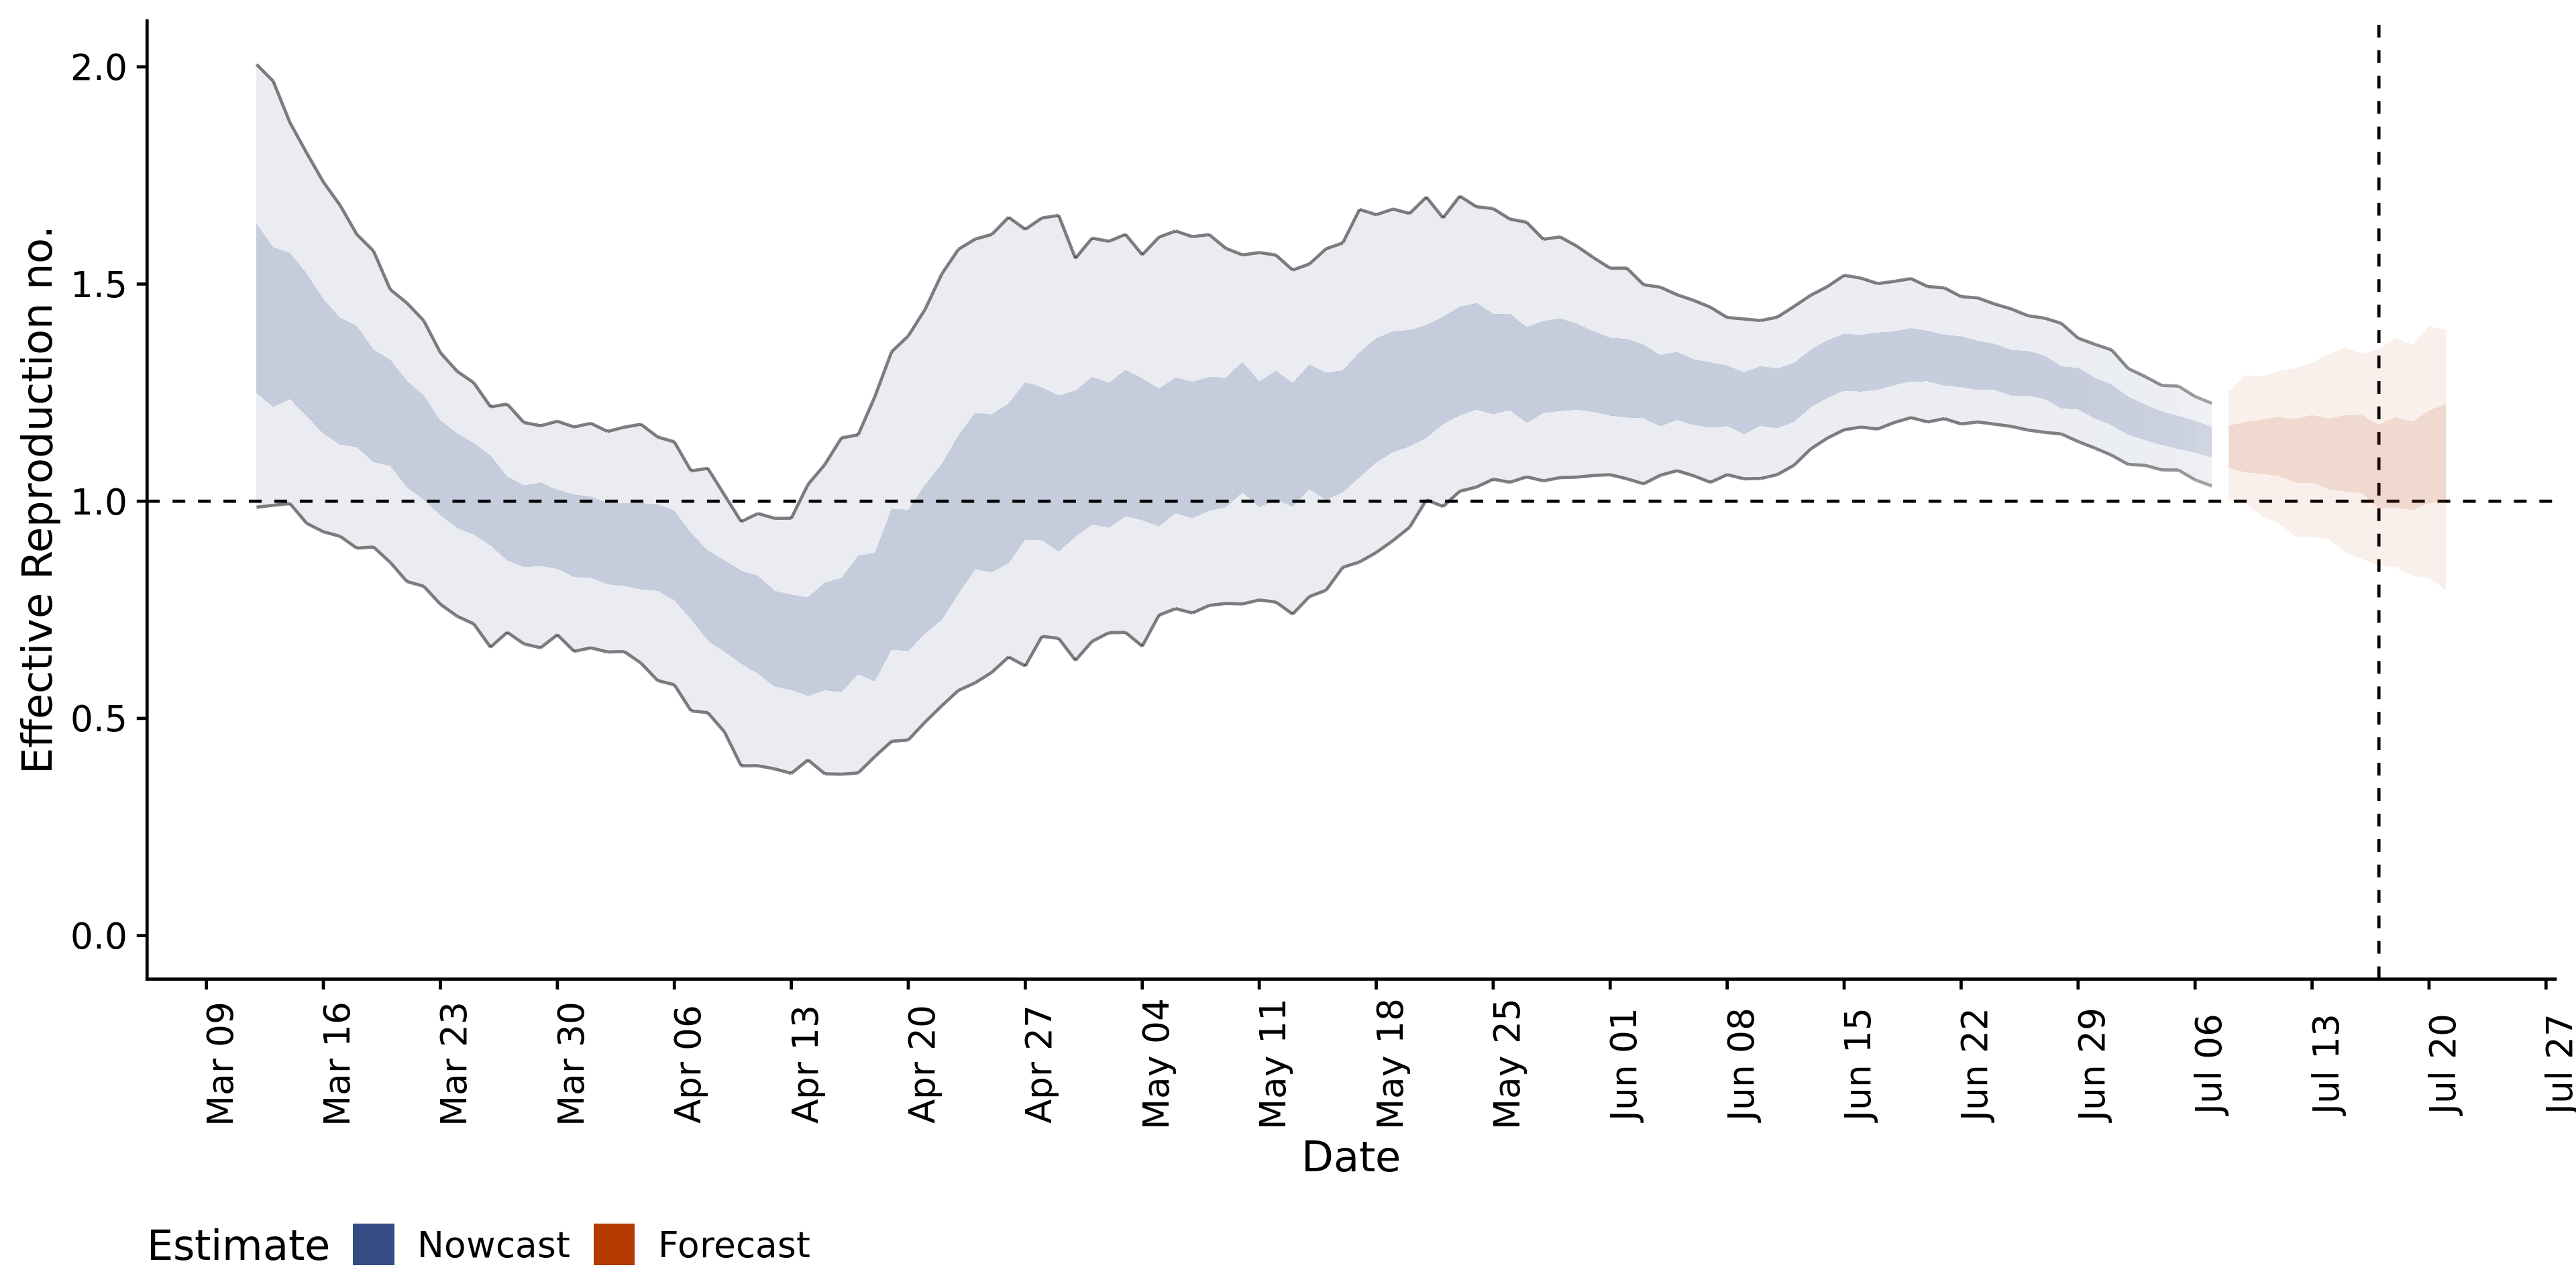 Effective Reproduction no.
2.0
1.5
1.0
0.5
0.0
Mar 09
Mar 16
Mar 23
Mar 30
Apr 06
Apr 13
Apr 20
Apr 27
May 04
May 11
May 18
May 25
Jun 01
Jun 08
Jun 15
Jun 22
Jun 29
Jul 06
Jul 13
Jul 20
Jul 27
Date
Estimate Nowcast Forecast